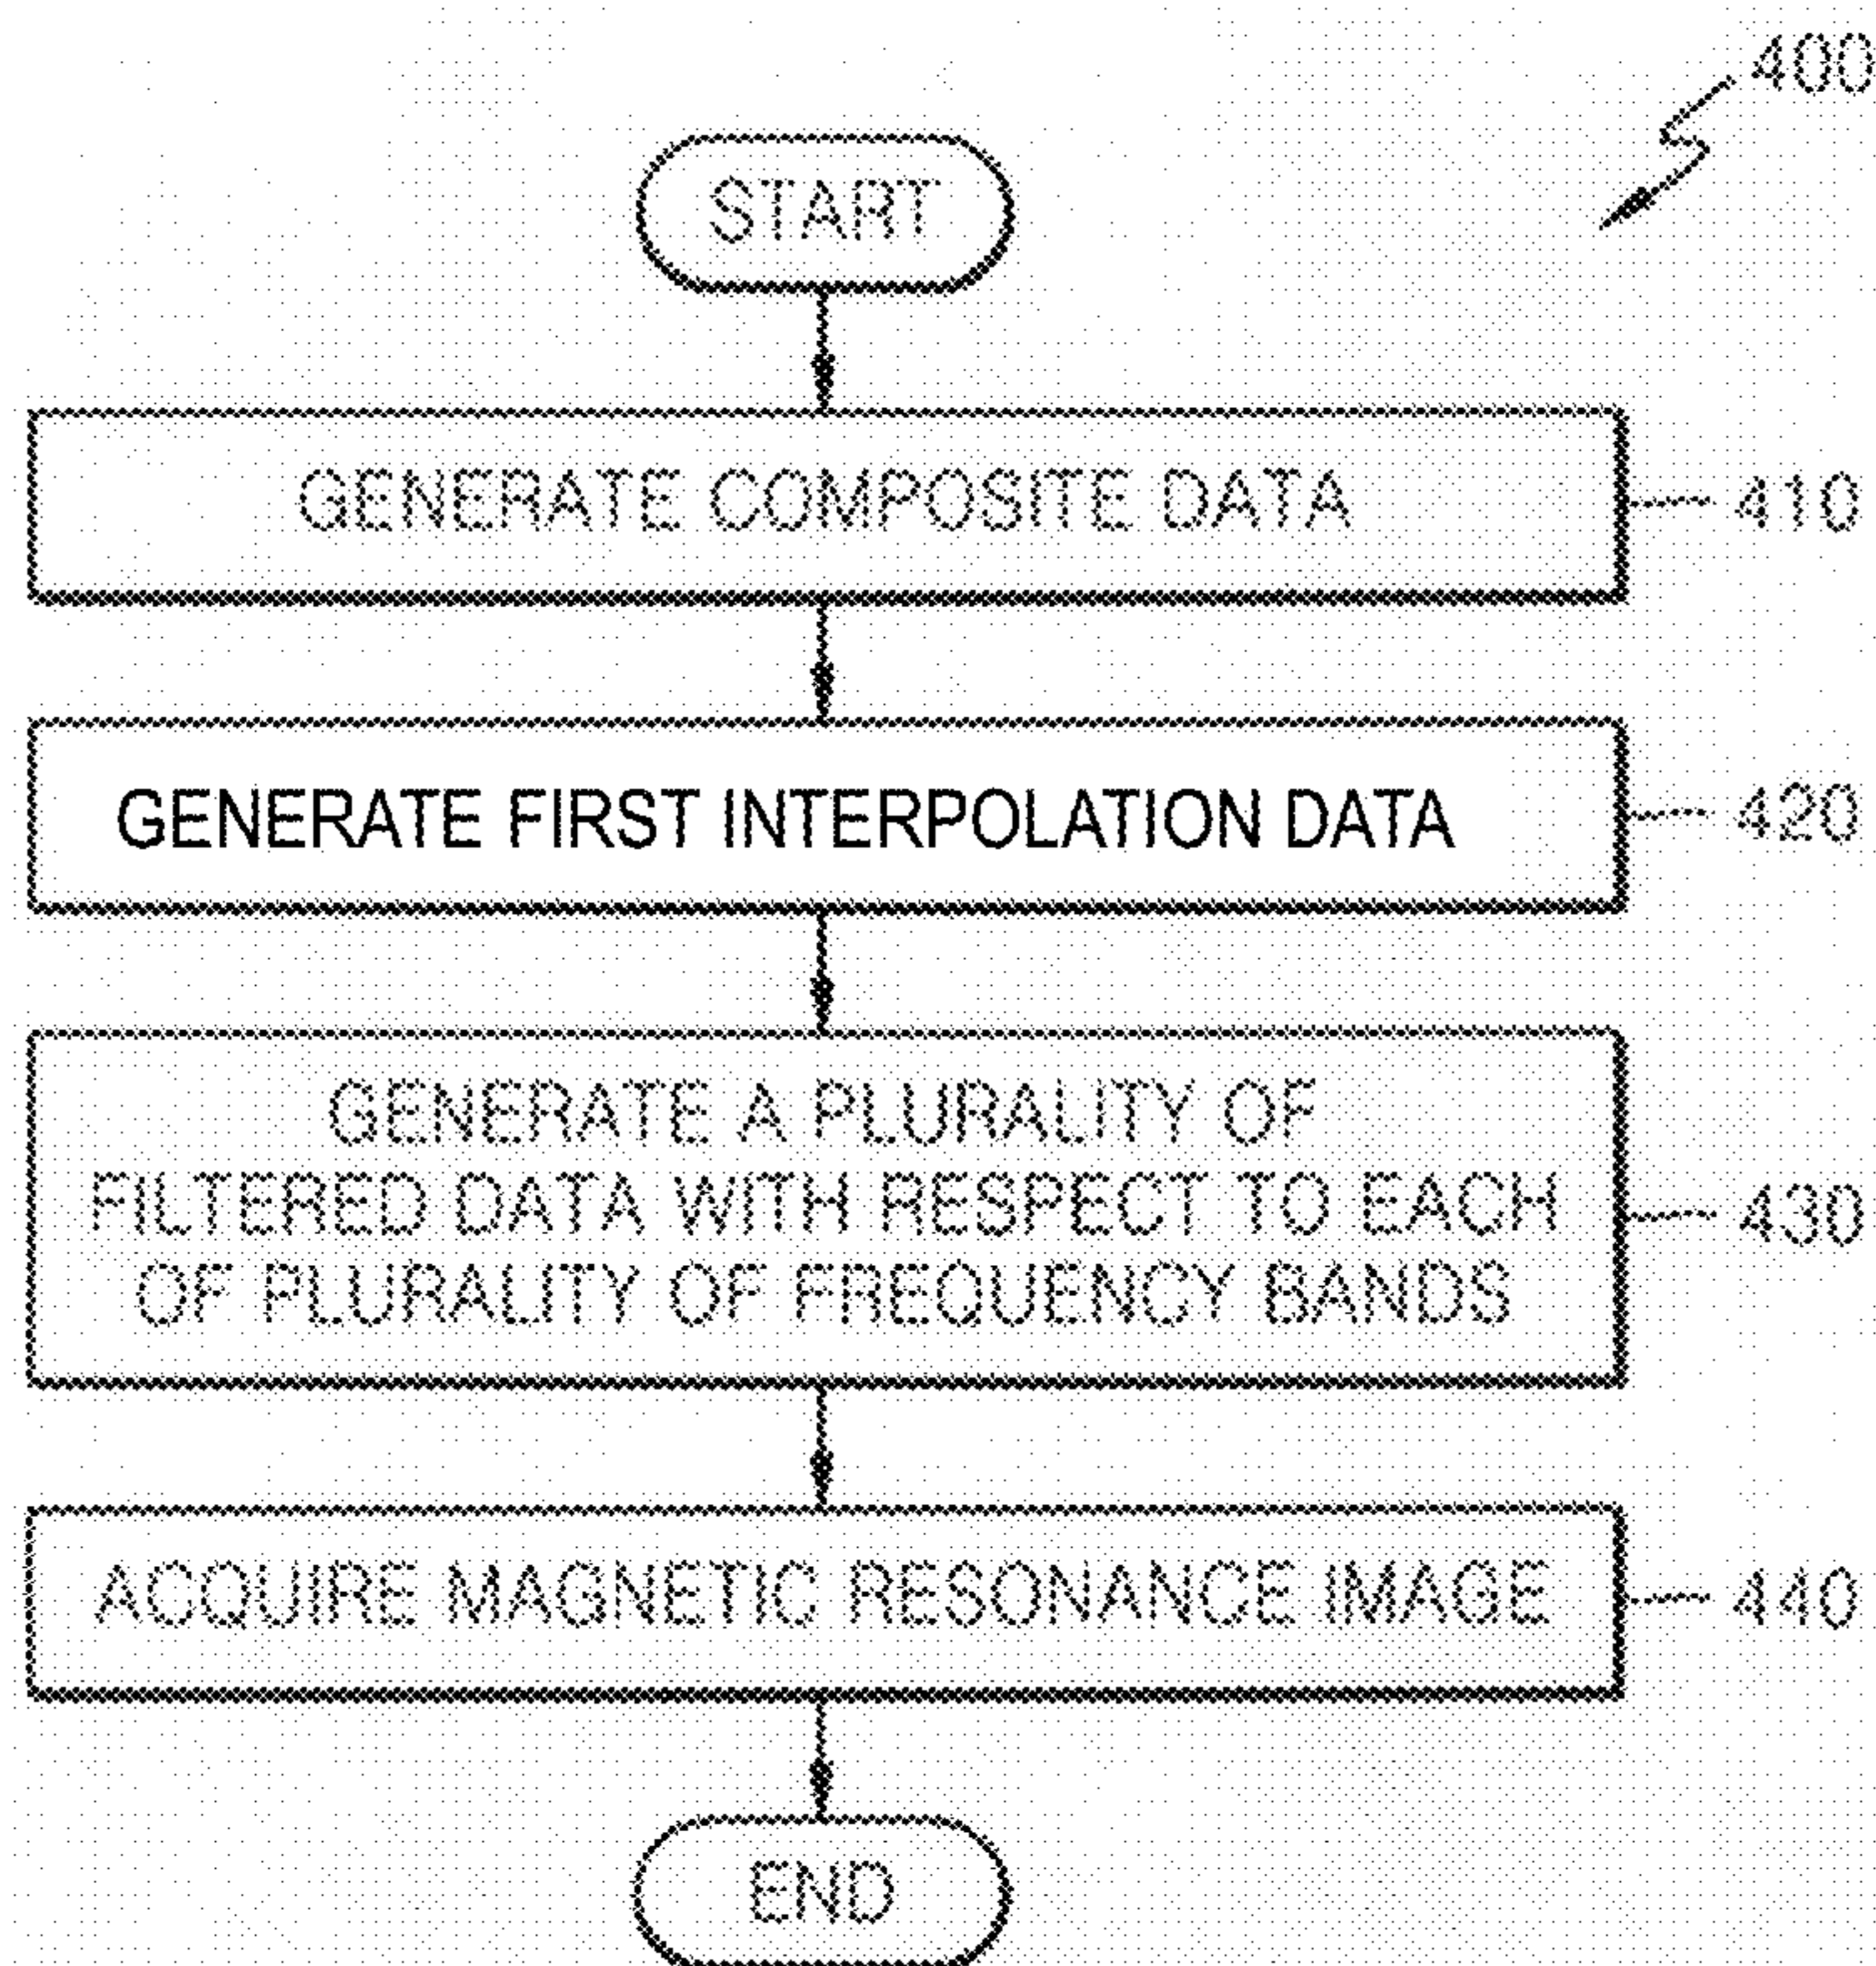 400
START
GENERATE COMPOSITE DATA
410
GENERATE FIRST INTERPOLATION DATA
420
GENERATE A PLURALITY OF
FILTERED DATA WITH RESPECT TO EACH
OF PLURALITY OF FREQUENCY BANDS
430
ACQUIRE MAGNETIC RESONANCE IMAGE
440
END